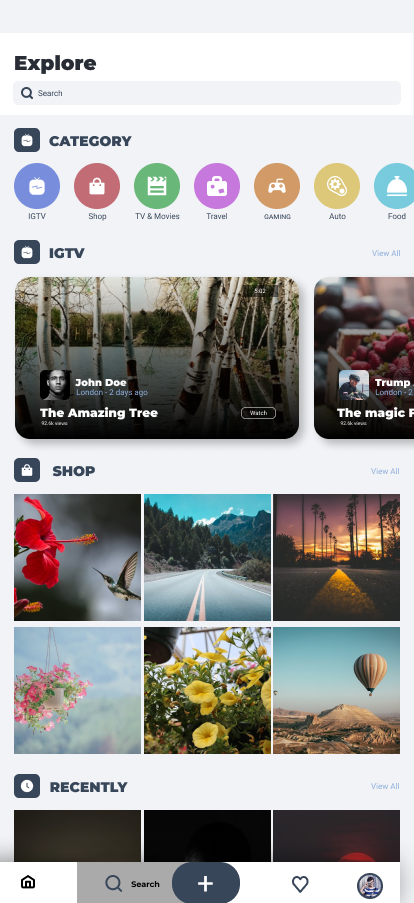 Explore
Search
CATEGORY
IGTV
Shop
TV & Movies
Travel
GAMING
Auto
Food
IGTV
View All
5:02
John Doe
London - 2 days ago
The Amazing Tree
92.6k views
Watch
Trump
London - 2
The magic F
92.6k views
SHOP
View All
RECENTLY
View All
Search